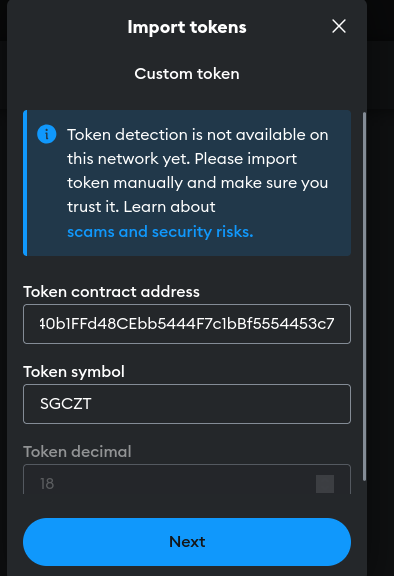 Import tokens
Custom token
Token detection is not available on
this network yet. Please import
token manually and make sure you
trust it. Learn about
scams and security risks.
Token contract address
40b1FFd48CEbb5444F7c1bBf5554453c7
Token symbol
SGCZT
Token decimal
18
Next